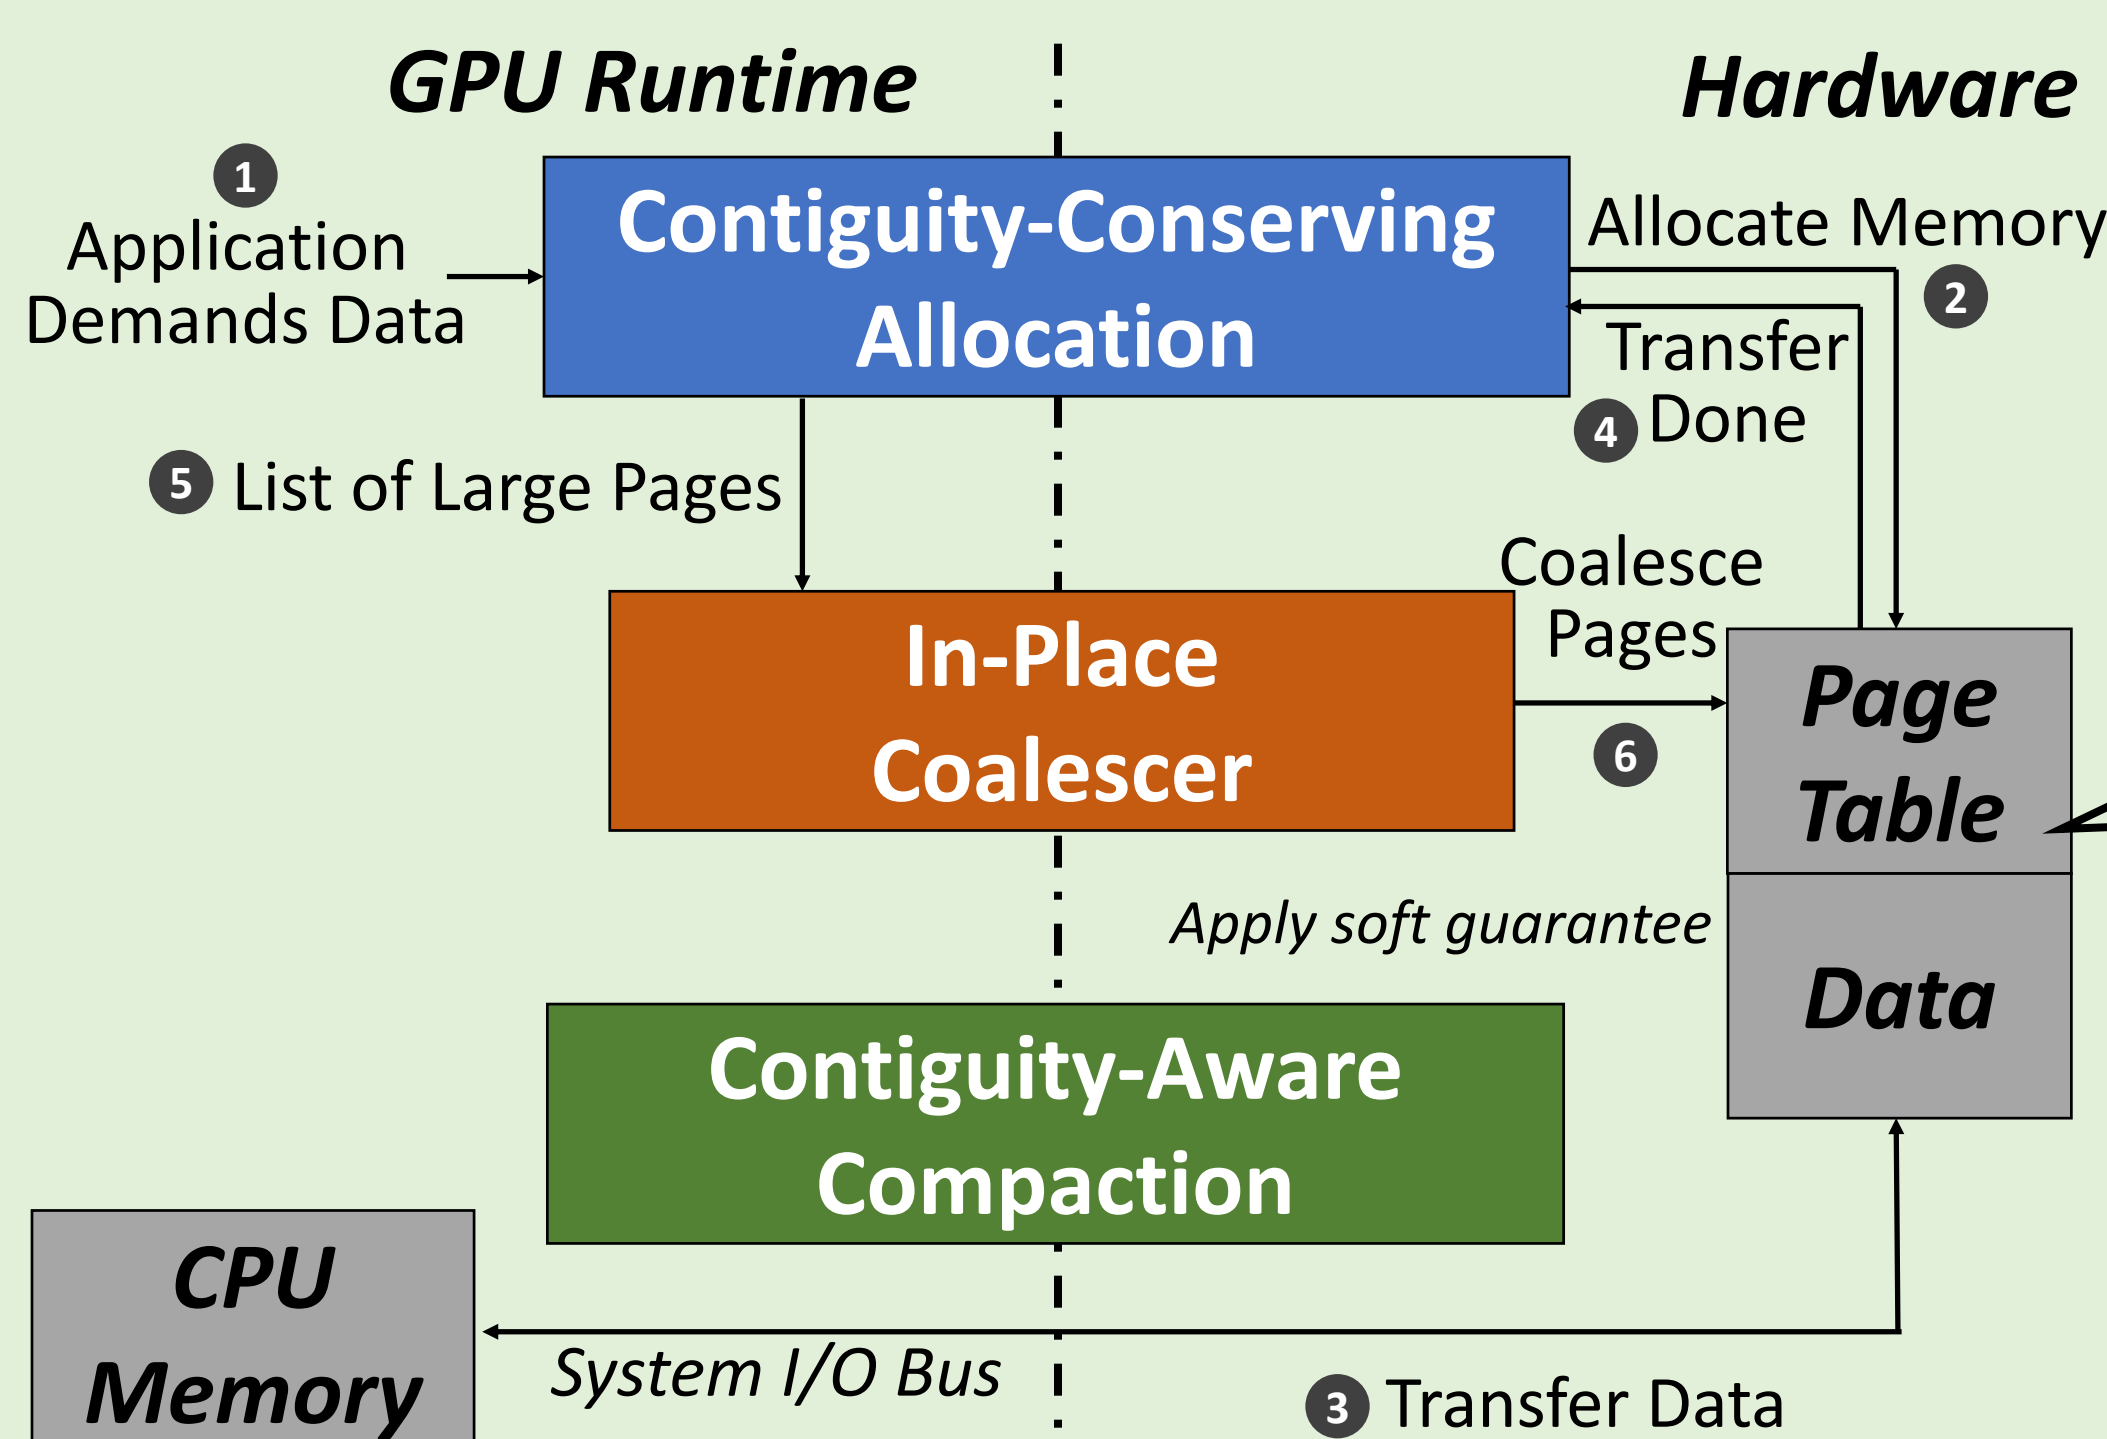 GPU Runtime
Hardware
1
Application
Demands Data
Contiguity-Conserving
Allocation
Allocate Memory
2
Transfer
4 Done
5 List of Large Pages
Coalesce
Pages
In-Place
Coalescer
6
Page
Table
Apply soft guarantee
Data
Contiguity-Aware
Compaction
CPU
Memory
System I/O Bus
3 Transfer Data